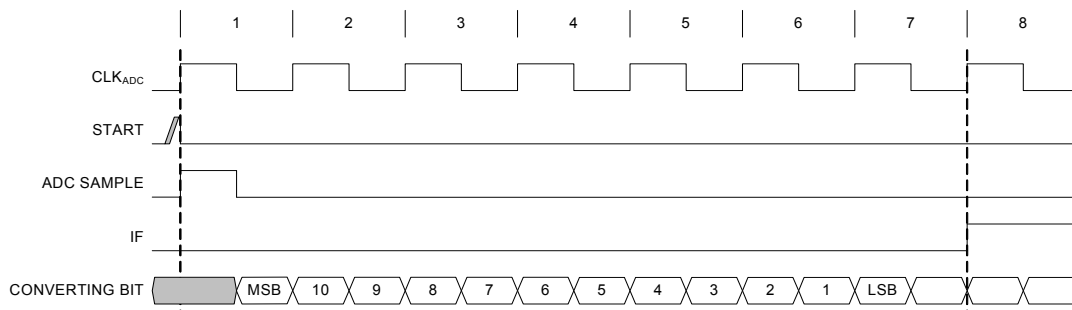 1 2 3 4 5 6 7 8
CLKADC
START
ADC SAMPLE
IF
CONVERTING BIT MSB 10 9 8 7 6 5 4 3 2 1 LSB